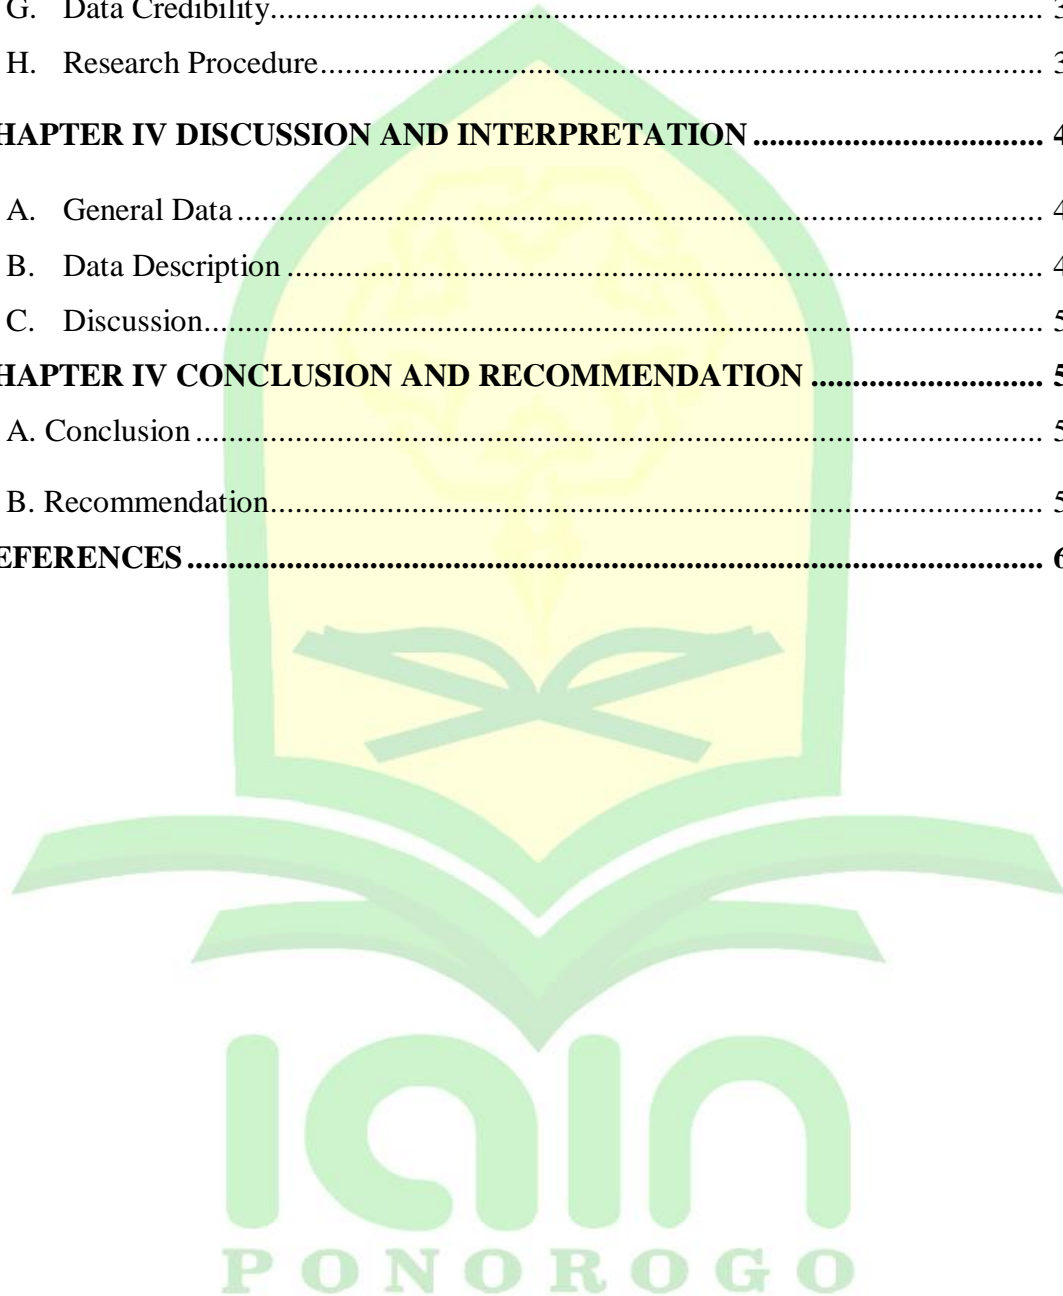 G. Data Credibility........................................................................................................ 3
H. Research Procedure.................................................................................................. 3
HAPTER IV DISCUSSION AND INTERPRETATION ................................... 4
A. General Data ............................................................................................................ 4
B. Data Description ...................................................................................................... 4
C. Discussion................................................................................................................ 5
HAPTER IV CONCLUSION AND RECOMMENDATION ............................ 5
A. Conclusion ............................................................................................................... 5
B. Recommendation...................................................................................................... 5
EFERENCES ........................................................................................................ 6
iain
PONOROGO